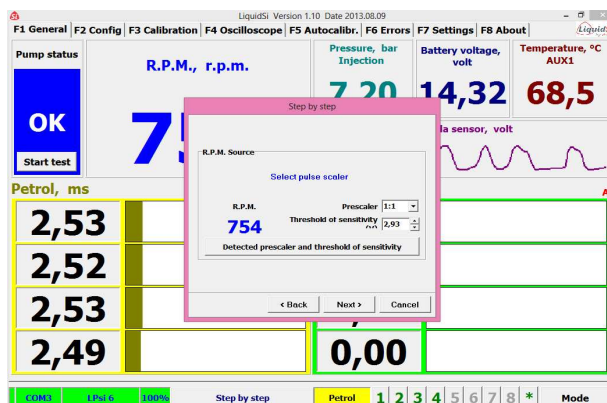 LiquidSi Version 1.10 Date 2013.08.09
F1 General F2 Config F3 Calibration F4 Oscilloscope F5 Autocalibr. F6 Errors F7 Settings F8 About
Pump status
OK
Start test
R.P.M., r.p.m.
Pressure, bar
Injection
7,20
Battery voltage,
volt
14,32
Temperature, ºC
AUX1
68,5
sensor, volt
Step by step
R.P.M. Source
Select pulse scaler
R.P.M.
754
Prescaler 1:1
Threshold of sensitivity
(V) 2,93
Detected prescaler and threshold of sensitivity
< Back Next > Cancel
Petrol, ms
2,53
2,52
2,53
2,49
0,00
COM3 LPsi 6 100% Step by step Petrol 1 2 3 4 5 6 7 8 * Mode